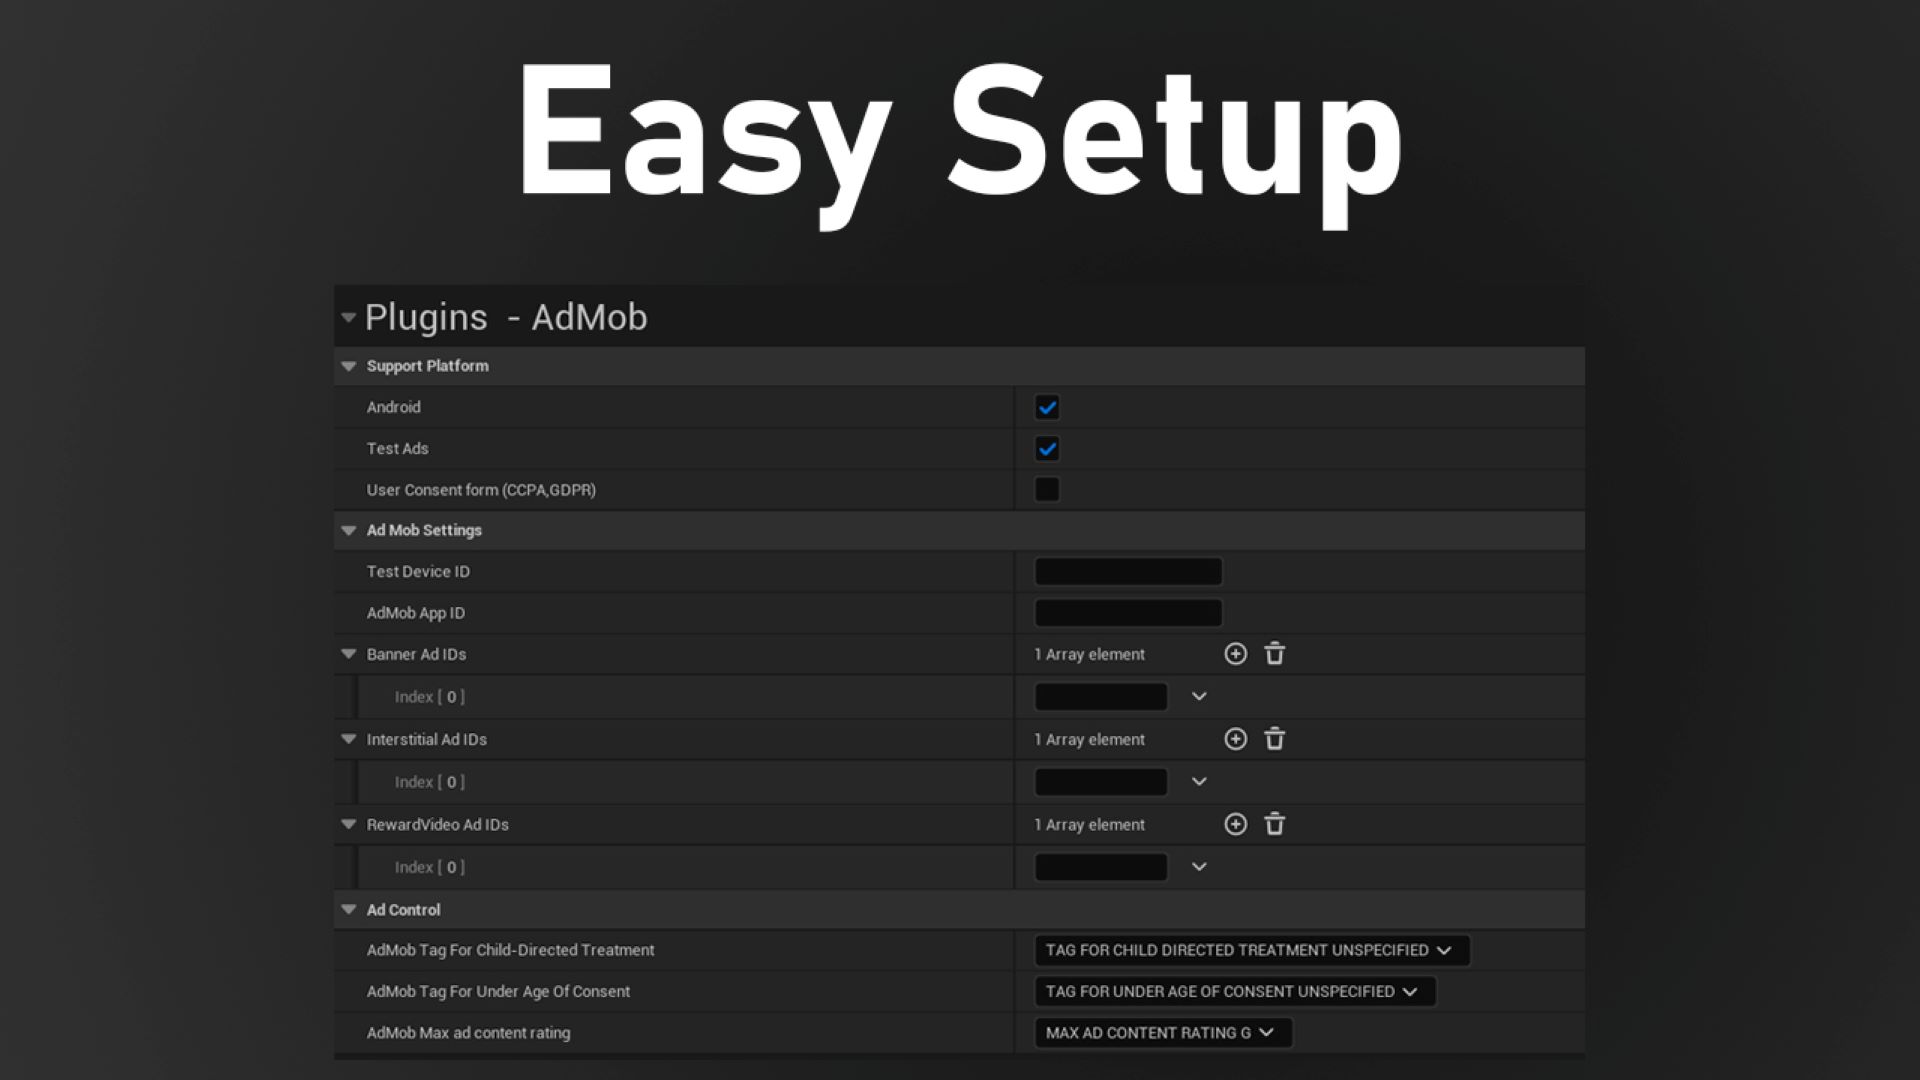 Easy Setup
Plugins - AdMob
Support Platform
Android
Test Ads
User Consent form (CCPA,GDPR)
Ad Mob Settings
Test Device ID
AdMob App ID
Banner Ad IDs 1 Array element
Index [ 0 ]
Interstitial Ad IDs 1 Array element
Index [ 0 ]
RewardVideo Ad IDs 1 Array element
Index [ 0 ]
Ad Control
AdMob Tag For Child-Directed Treatment TAG FOR CHILD DIRECTED TREATMENT UNSPECIFIED
AdMob Tag For Under Age Of Consent TAG FOR UNDER AGE OF CONSENT UNSPECIFIED
AdMob Max ad content rating MAX AD CONTENT RATING G